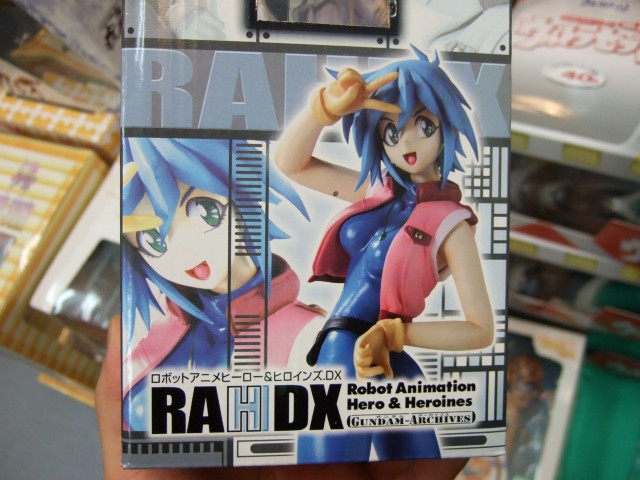 RAHDX
ロボットアニメヒーロー&ヒロインズ.DX
RAHDX
Robot Animation
Hero & Heroines
(GUNDAM-ARCHIVES)